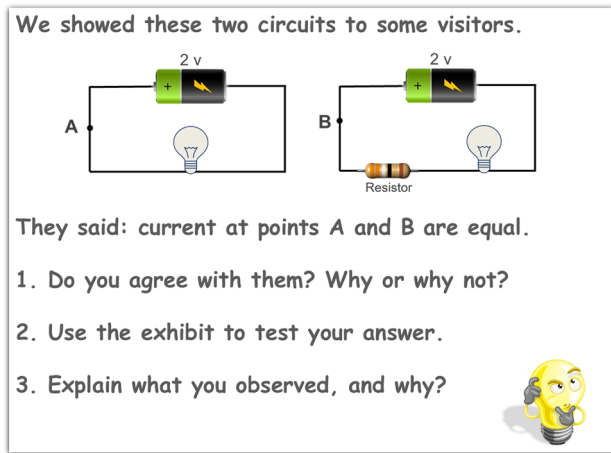 We showed these two circuits to some visitors.
2 v
2 v
+
+
A
B
Resistor
They said: current at points A and B are equal.
1. Do you agree with them? Why or why not?
2. Use the exhibit to test your answer.
3. Explain what you observed, and why?